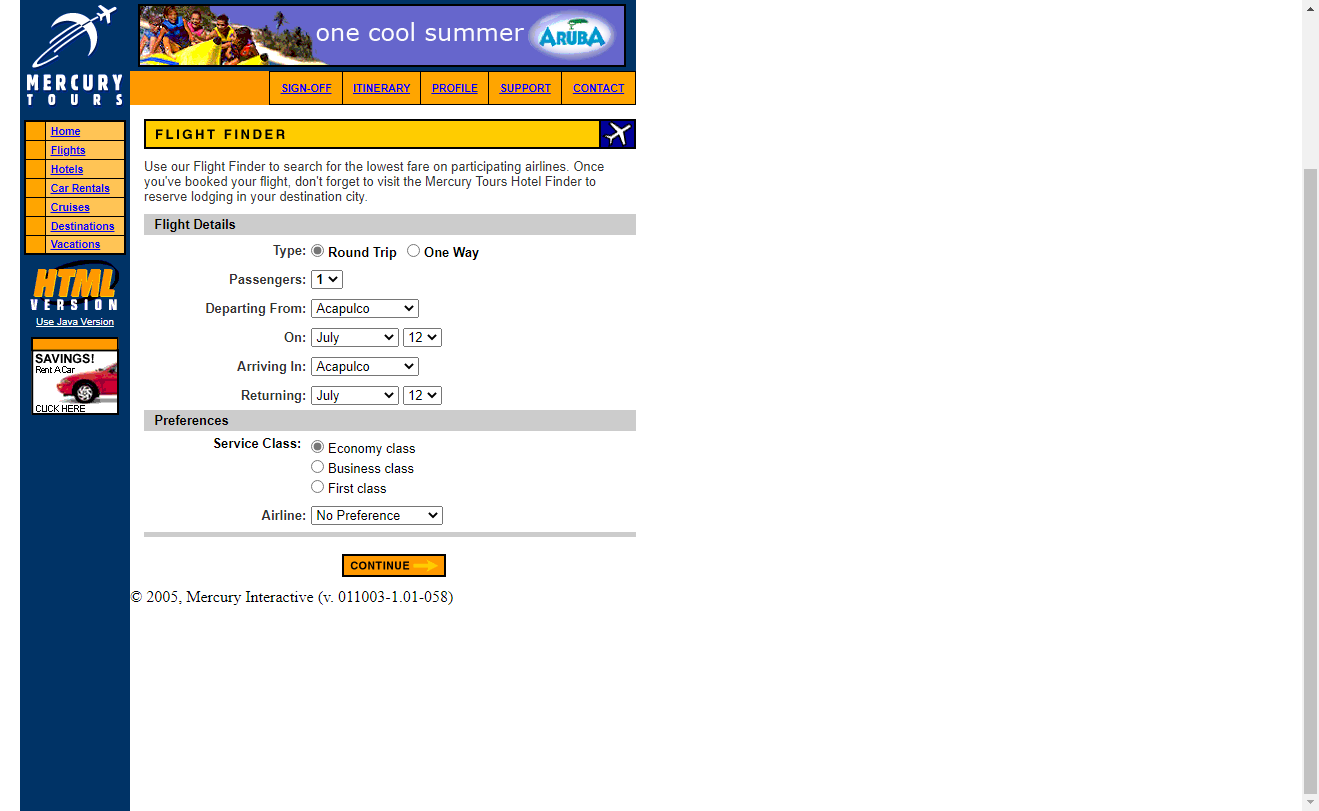 one cool summer ARUBA
MERCURY
TOURS
SIGN-OFF ITINERARY PROFILE SUPPORT CONTACT
Home
Flights
Hotels
Car Rentals
Cruises
Destinations
Vacations
HTML
VERSION
Use Java Version
SAVINGS!
Rent A Car
CLICK HERE
FLIGHT FINDER
Use our Flight Finder to search for the lowest fare on participating airlines. Once
you've booked your flight, don't forget to visit the Mercury Tours Hotel Finder to
reserve lodging in your destination city.
Flight Details
Type: Round Trip One Way
Passengers: 1
Departing From: Acapulco
On: July 12
Arriving In: Acapulco
Returning: July 12
Preferences
Service Class: Economy class
Business class
First class
Airline: No Preference
CONTINUE
© 2005, Mercury Interactive (v. 011003-1.01-058)